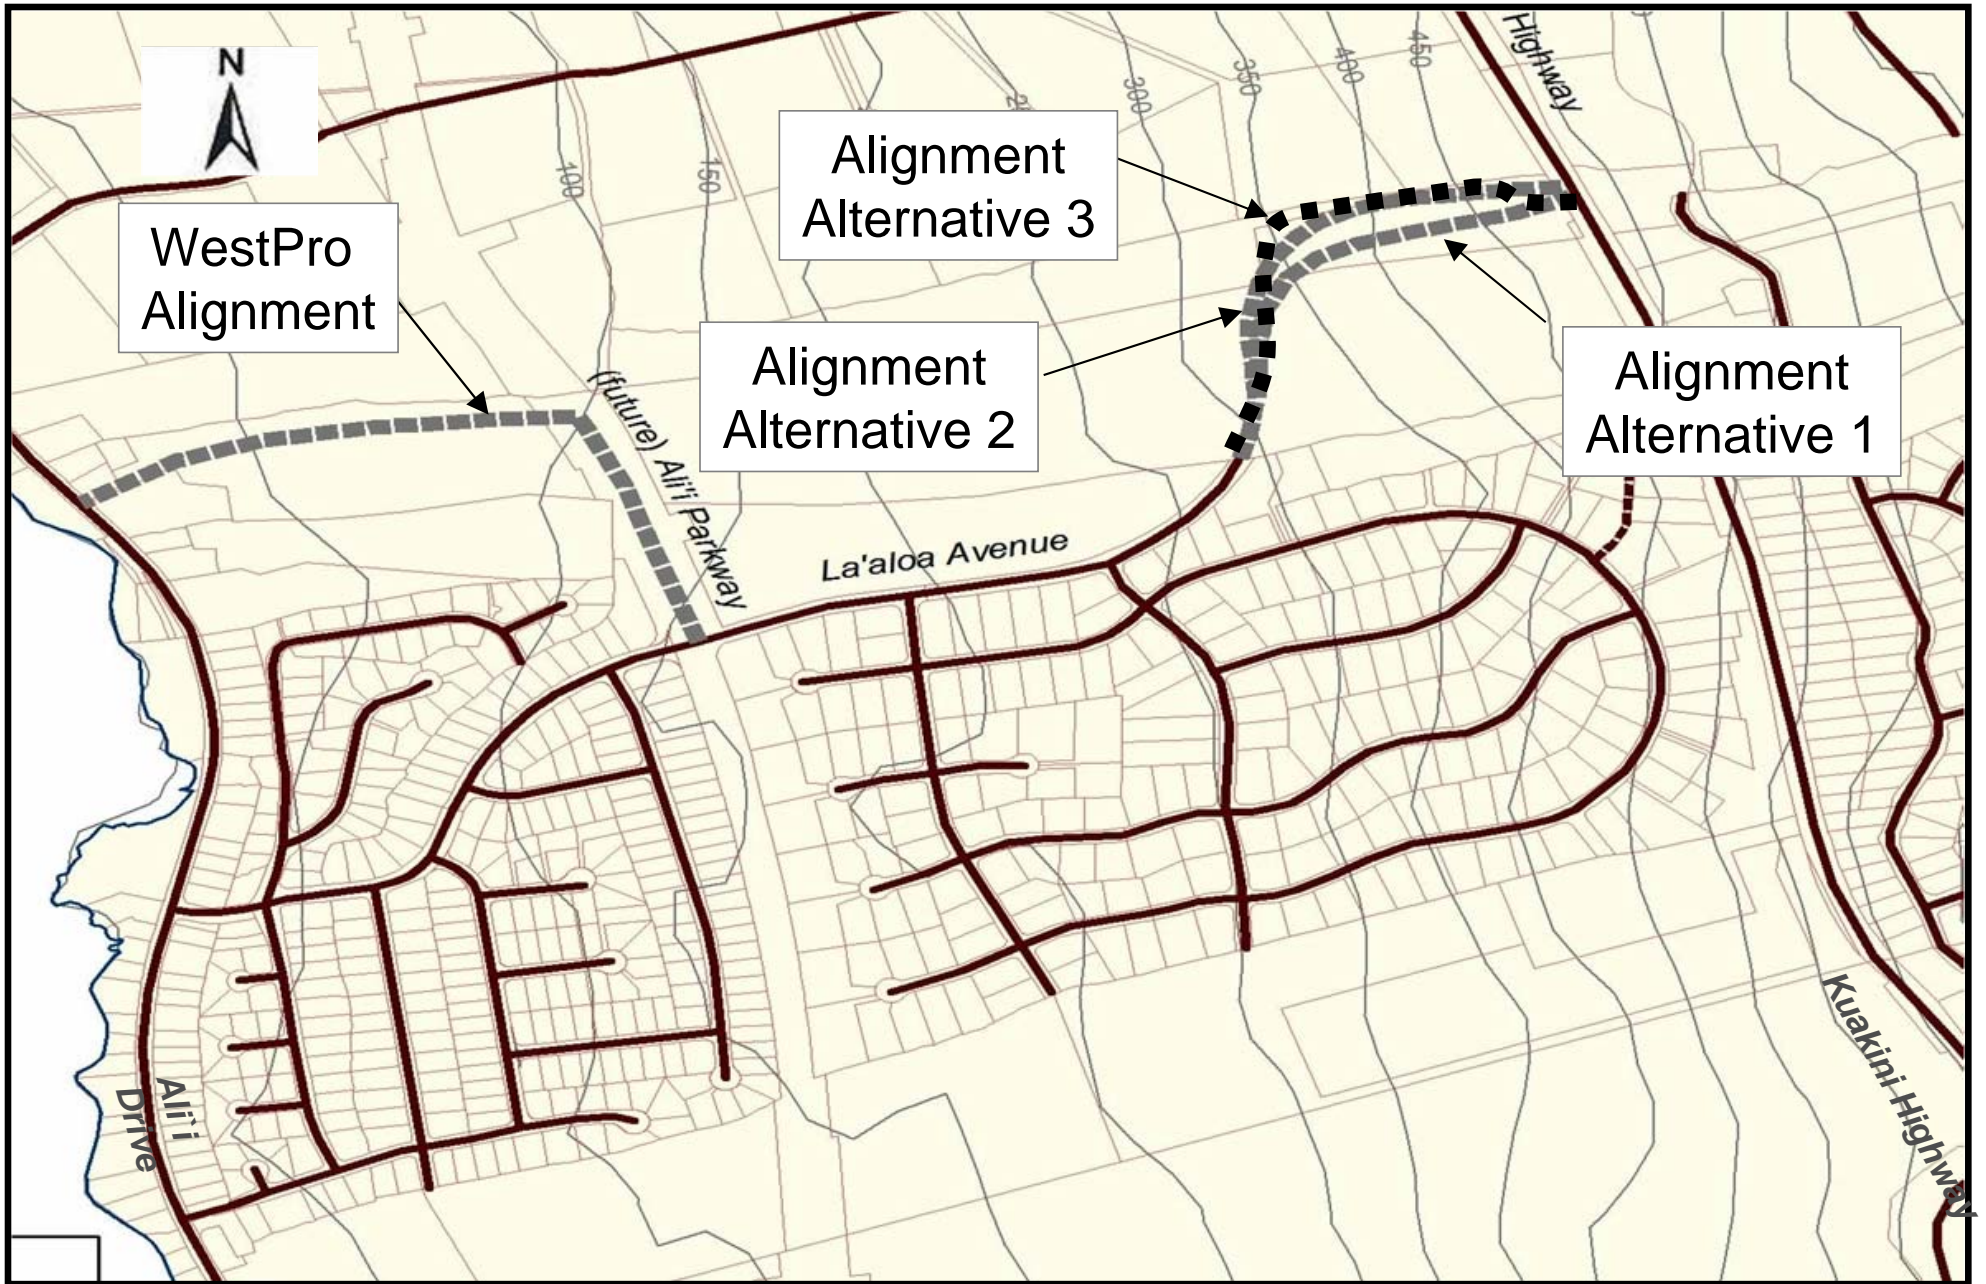 N
Highway
100
150
300
350
400
450
Alignment
Alternative 3
WestPro
Alignment
Alignment
Alternative 2
Alignment
Alternative 1
(future) Ali'i Parkway
La'aloa Avenue
Ali`i
Drive
Kuakini Highway